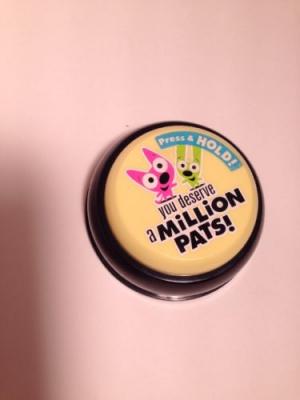 Press & HOLD!
you deserve
a MiLLiON
PATS!